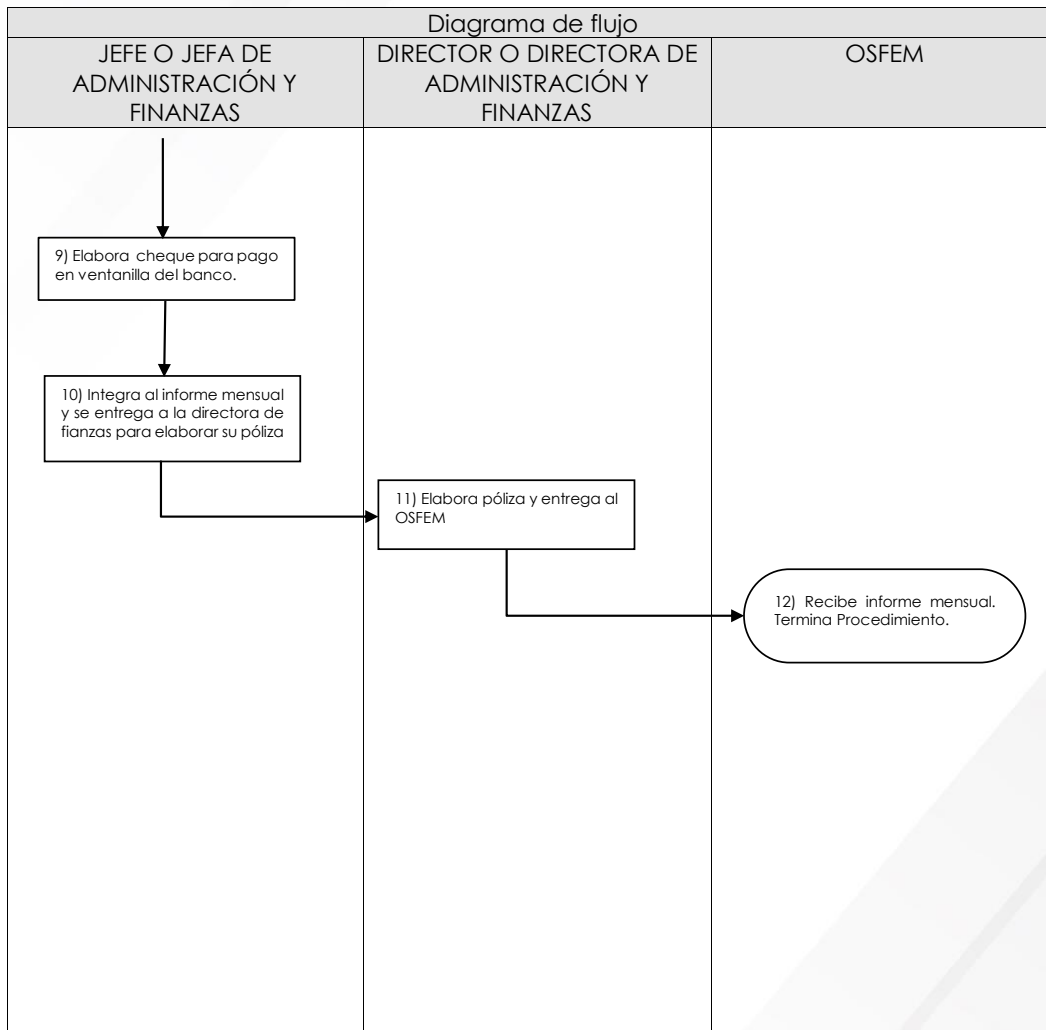 Diagrama de flujo
JEFE O JEFA DE
ADMINISTRACIÓN Y
FINANZAS
DIRECTOR O DIRECTORA DE
ADMINISTRACIÓN Y
FINANZAS
OSFEM
9) Elabora cheque para pago
en ventanilla del banco.
10) Integra al informe mensual
y se entrega a la directora de
fianzas para elaborar su póliza
11) Elabora póliza y entrega al
OSFEM
12) Recibe informe mensual.
Termina Procedimiento.